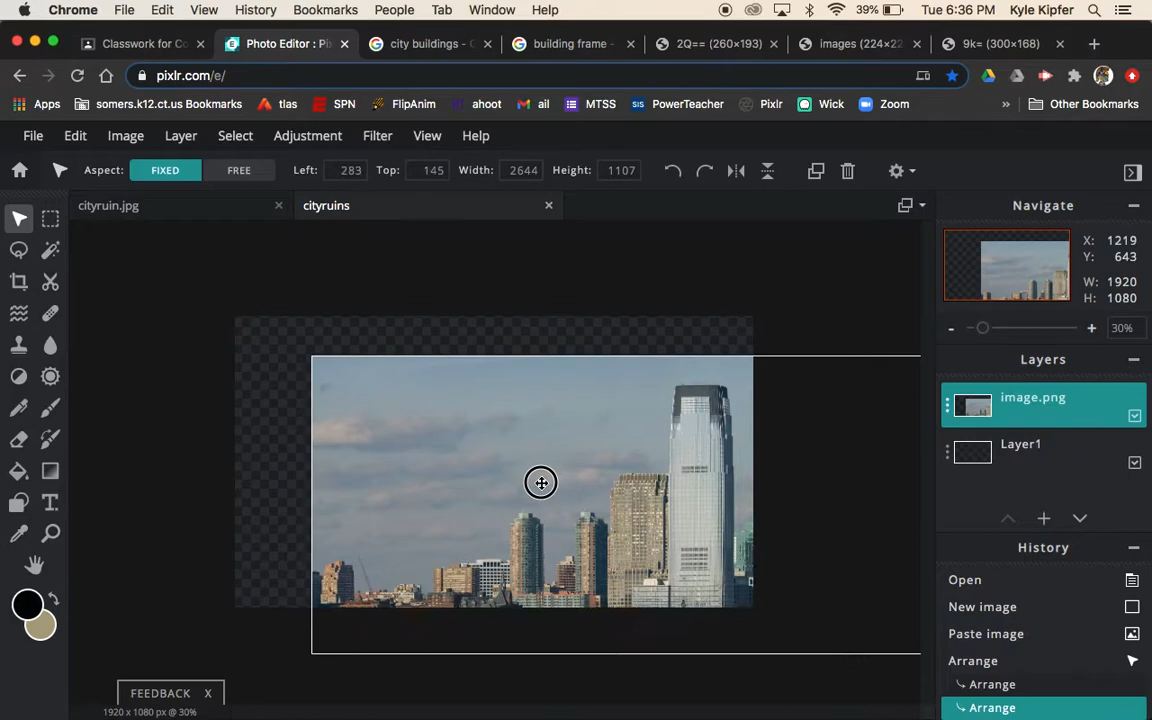 Chrome File Edit View History Bookmarks People Tab Window Help 39% Tue 6:36 PM Kyle Kipfer
Classwork for Co Photo Editor : Pix city buildings - G building frame - 2Q== (260×193) images (224×22 9k= (300×168)
pixlr.com/e/
Apps somers.k12.ct.us Bookmarks tlas SPN FlipAnim ahoot ail MTSS PowerTeacher Pixlr Wick Zoom » Other Bookmarks
File Edit Image Layer Select Adjustment Filter View Help
Aspect: FIXED FREE Left: 283 Top: 145 Width: 2644 Height: 1107
cityruin.jpg cityruins Navigate
X: 1219
Y: 643
W: 1920
H: 1080
30%
Layers
image.png
Layer1
History
Open
New image
Paste image
Arrange
Arrange
Arrange
FEEDBACK X
1920 x 1080 px @ 30%